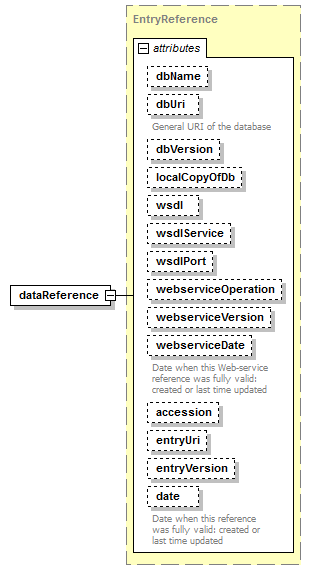 EntryReference
attributes
dbName
dbUri
General URI of the database
dbVersion
localCopyOfDb
wsdl
wsdlService
wsdlPort
dataReference
webserviceOperation
webserviceVersion
webserviceDate
Date when this Web-service
reference was fully valid:
created or last time updated
accession
entryUri
entryVersion
date
Date when this reference
was fully valid: created or
last time updated